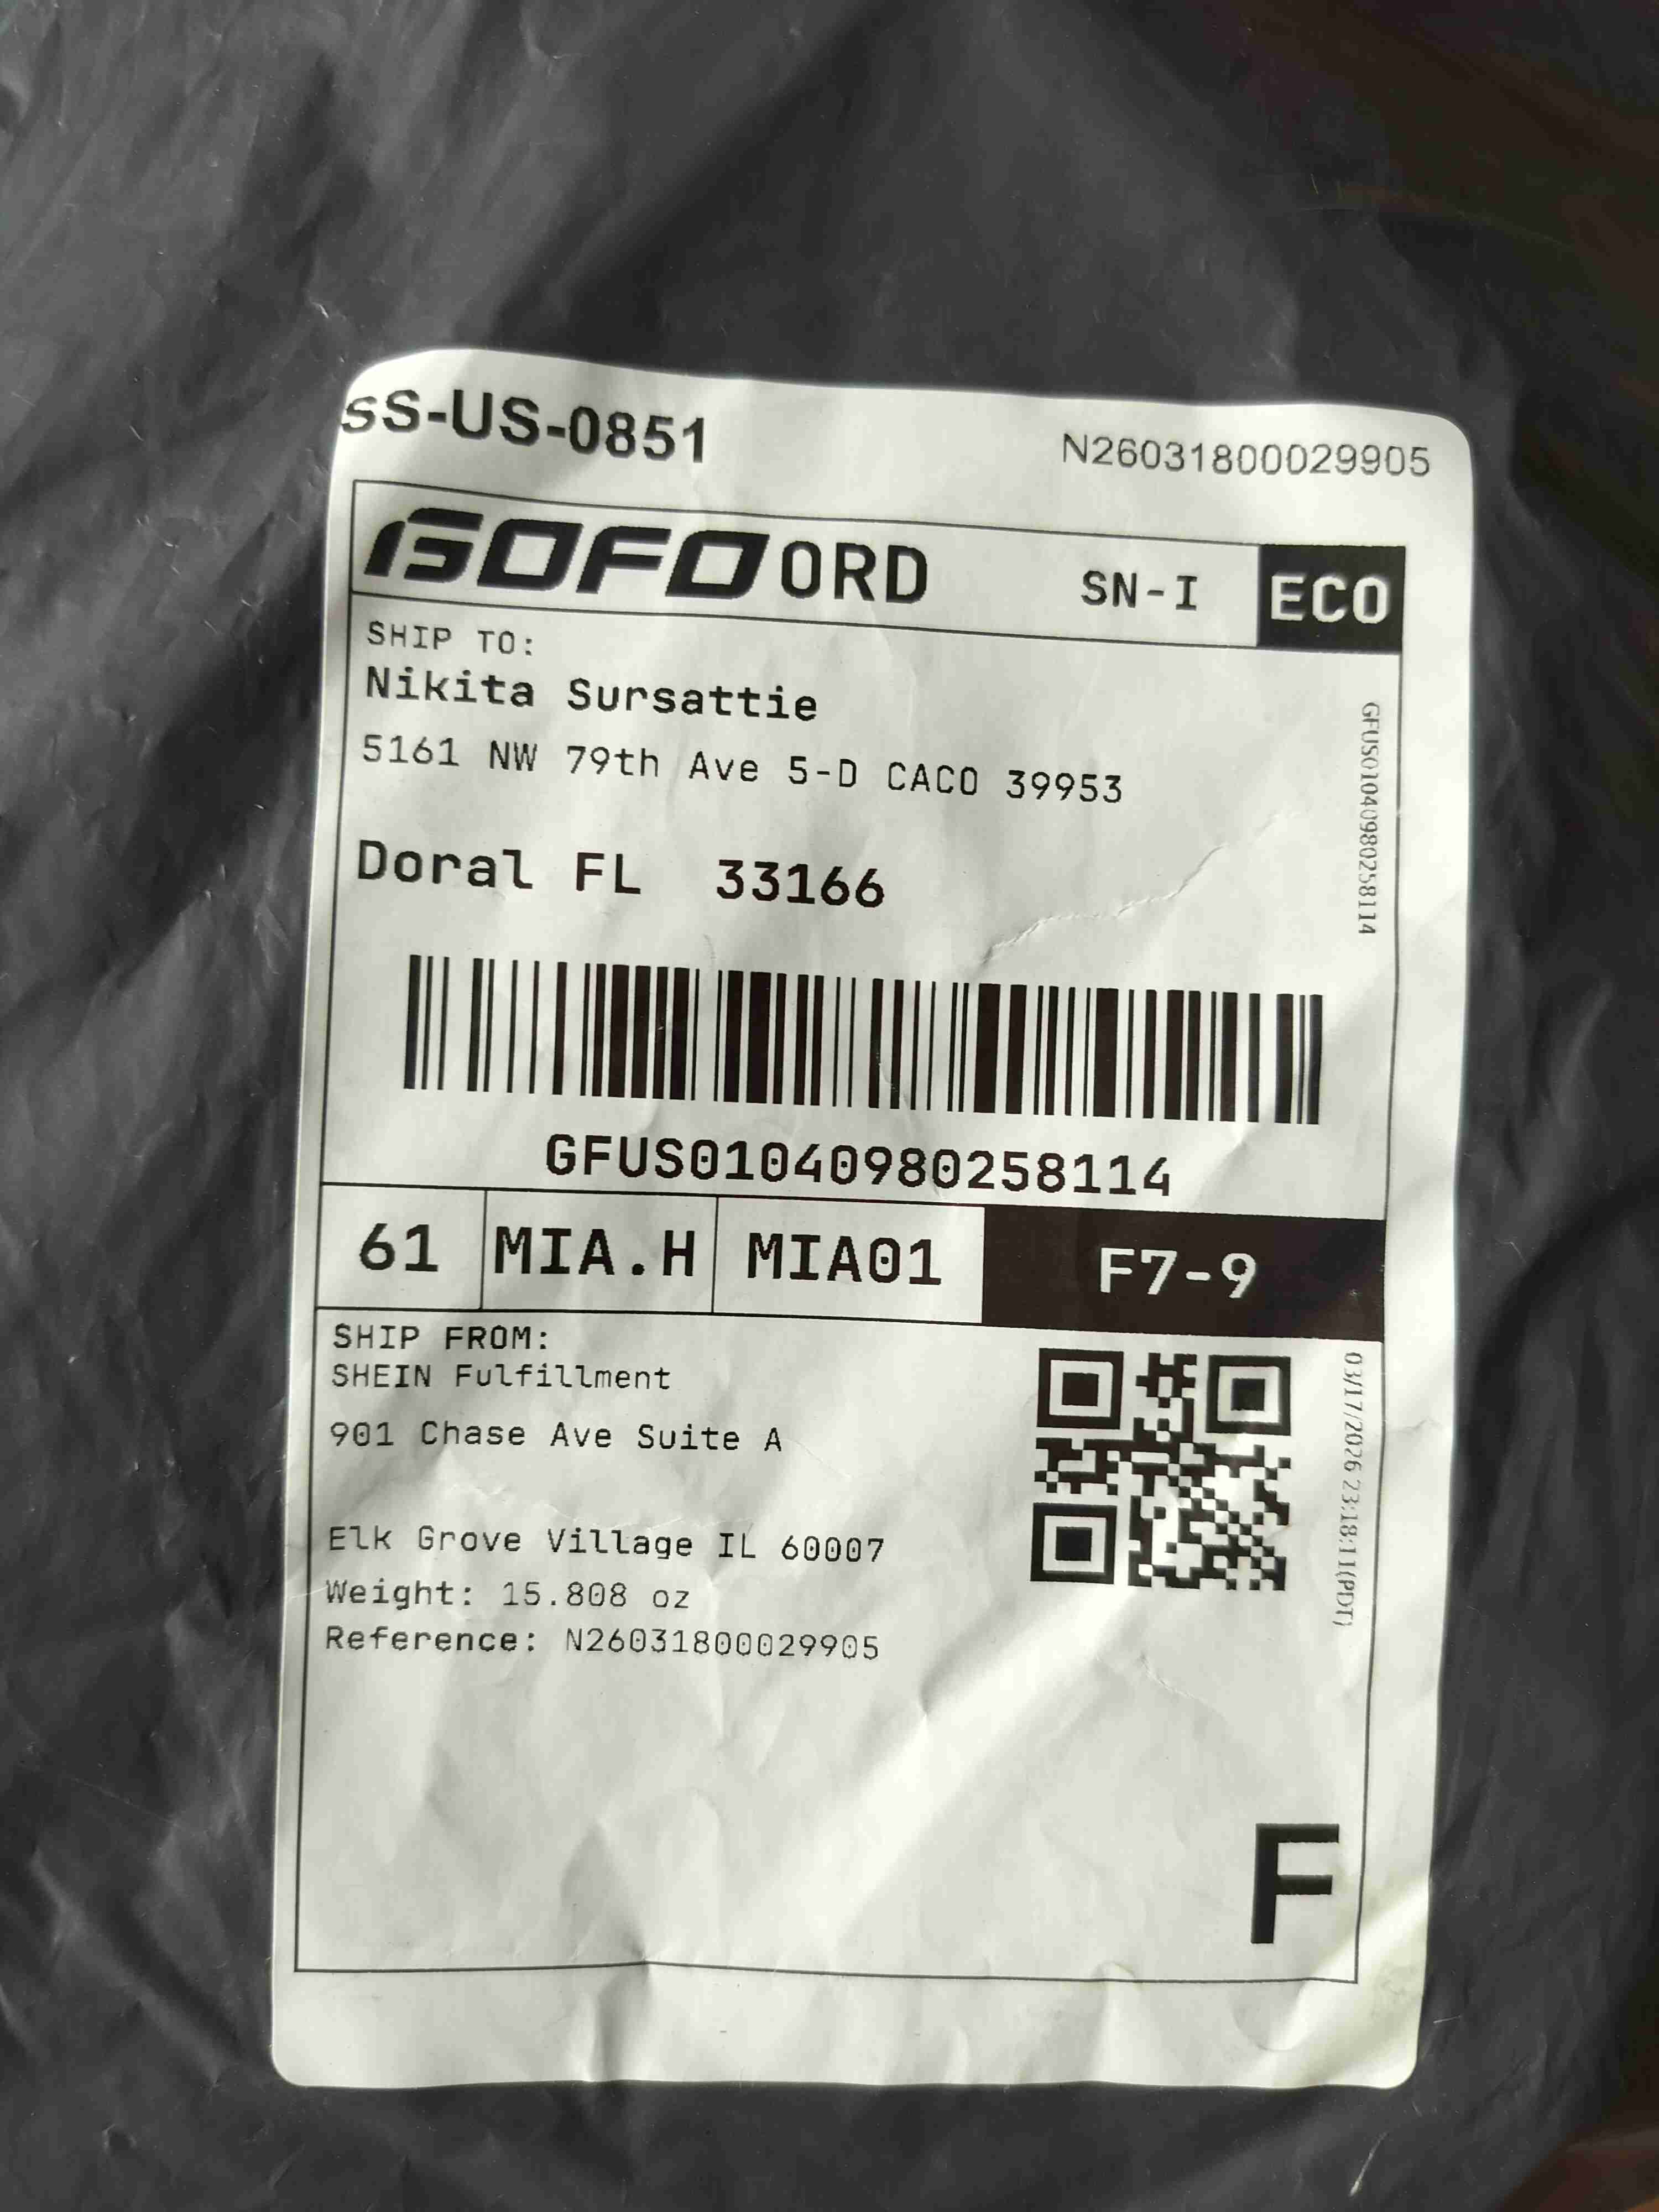 sS-US-0851
N26031800029905
GOFO ORD SN-I ECO
SHIP TO:
Nikita Sursattie
5161 NW 79th Ave 5-D CACO 39953
Doral FL 33166
GFUS01040980258114
GFUS01040980258114
61 MIA.H MIA01 F7-9
SHIP FROM:
SHEIN Fulfillment
901 Chase Ave Suite A
Elk Grove Village IL 60007
Weight: 15.808 oz
Reference: N26031800029905
03/17/2026 23:18:11(PDT)
F